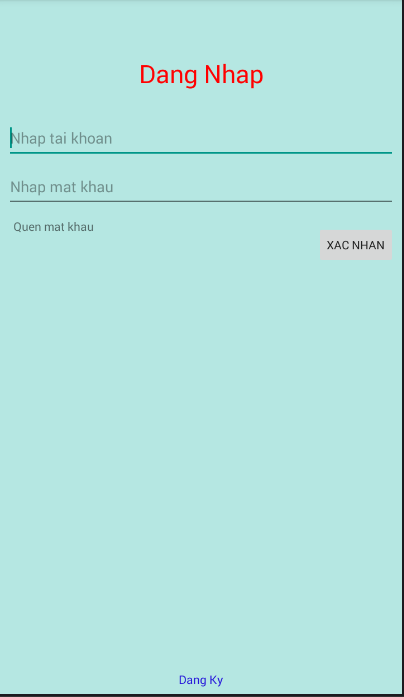 Dang Nhap
Nhap tai khoan
Nhap mat khau
Quen mat khau
XAC NHAN
Dang Ky